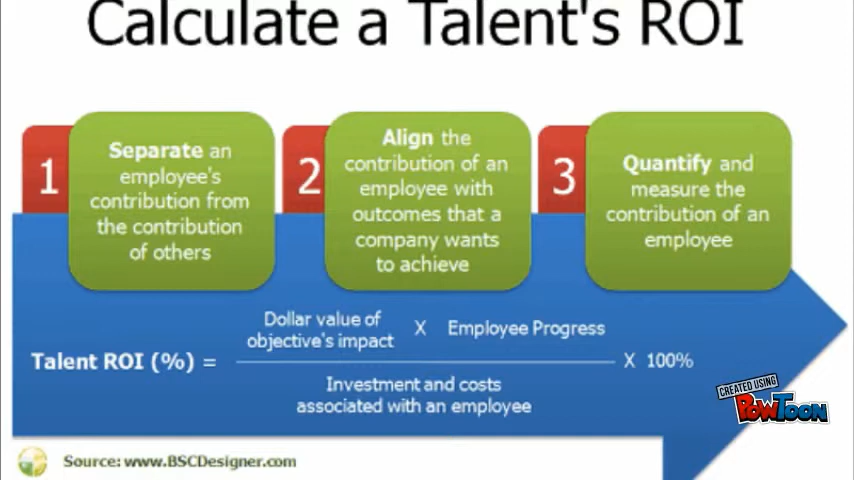 Calculate a Talent's ROI
1
Separate an
employee's
contribution from
the contribution
of others
2
Align the
contribution of an
employee with
outcomes that a
company wants
to achieve
3
Quantify and
measure the
contribution of an
employee
Talent ROI (%) =
Dollar value of
objective's impact
X Employee Progress
Investment and costs
associated with an employee
X 100%
CREATED USING
POWTOON
Source: www.BSCDesigner.com